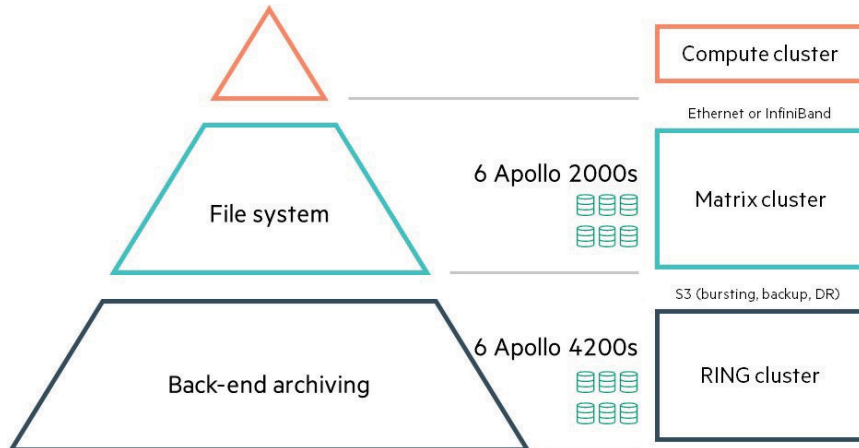 Compute cluster
Ethernet or InfiniBand
6 Apollo 2000s
File system
Matrix cluster
S3 (bursting, backup, DR)
6 Apollo 4200s
Back-end archiving
RING cluster